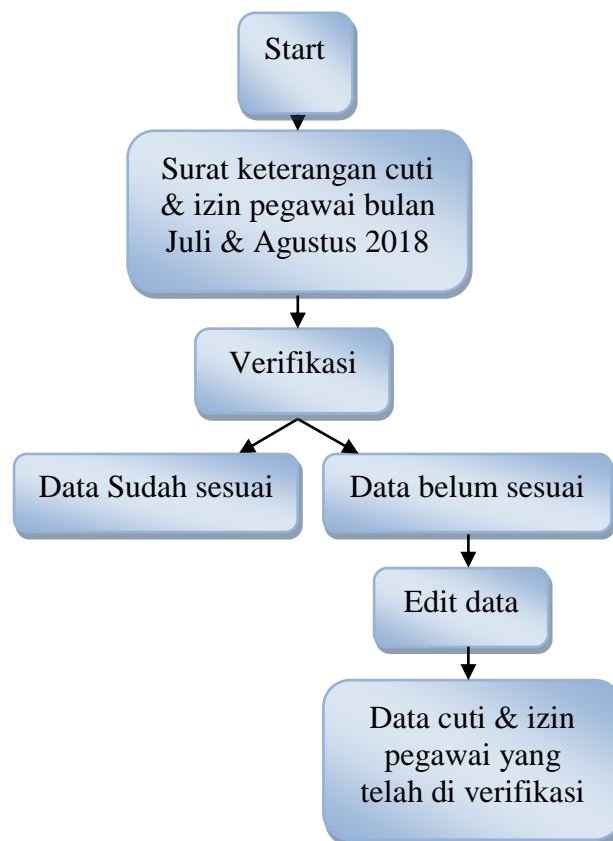 Start
Surat keterangan cuti
& izin pegawai bulan
Juli & Agustus 2018
Verifikasi
Data Sudah sesuai
Data belum sesuai
Edit data
Data cuti & izin
pegawai yang
telah di verifikasi